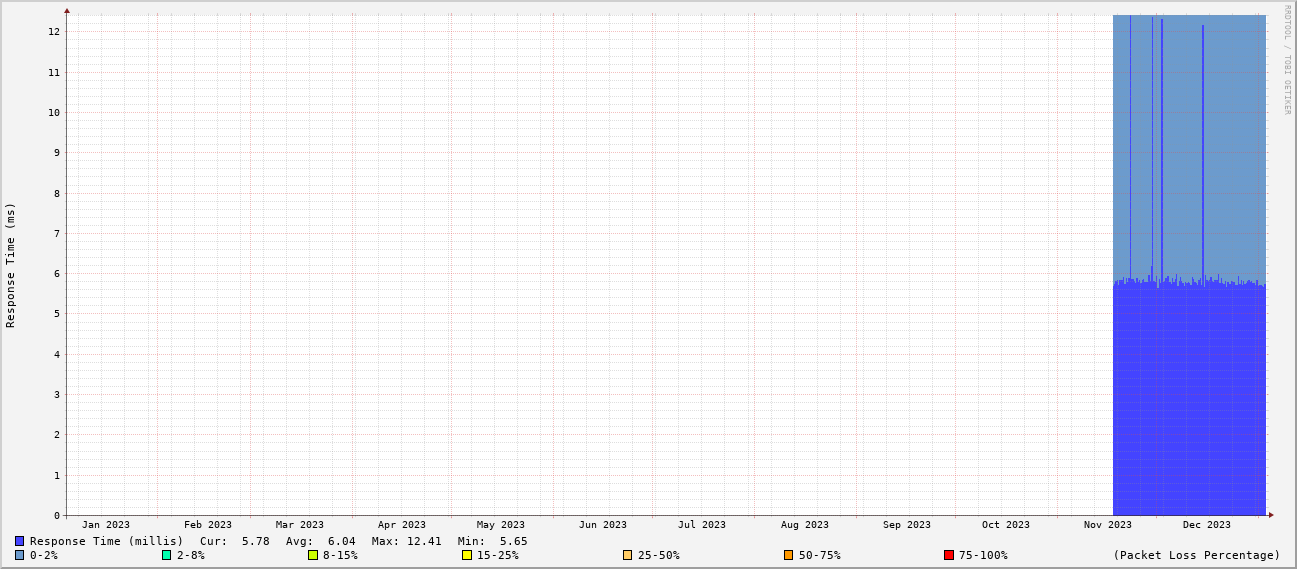 RRDTOOL / TOBI OETIKER
Response Time (ms)
12
11
10
9
8
7
6
5
4
3
2
1
0
Jan 2023 Feb 2023 Mar 2023 Apr 2023 May 2023 Jun 2023 Jul 2023 Aug 2023 Sep 2023 Oct 2023 Nov 2023 Dec 2023
Response Time (millis) Cur: 5.78 Avg: 6.04 Max: 12.41 Min: 5.65
0-2% 2-8% 8-15% 15-25% 25-50% 50-75% 75-100% (Packet Loss Percentage)